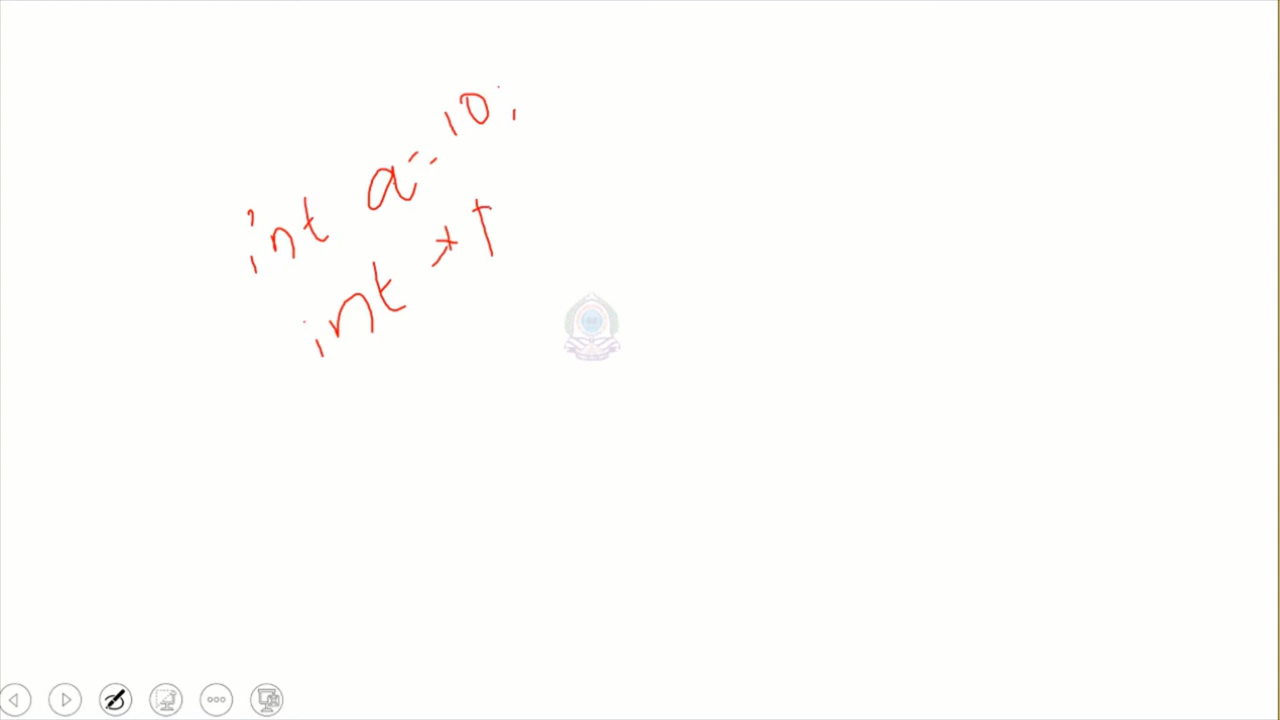 int a=10;
int *p